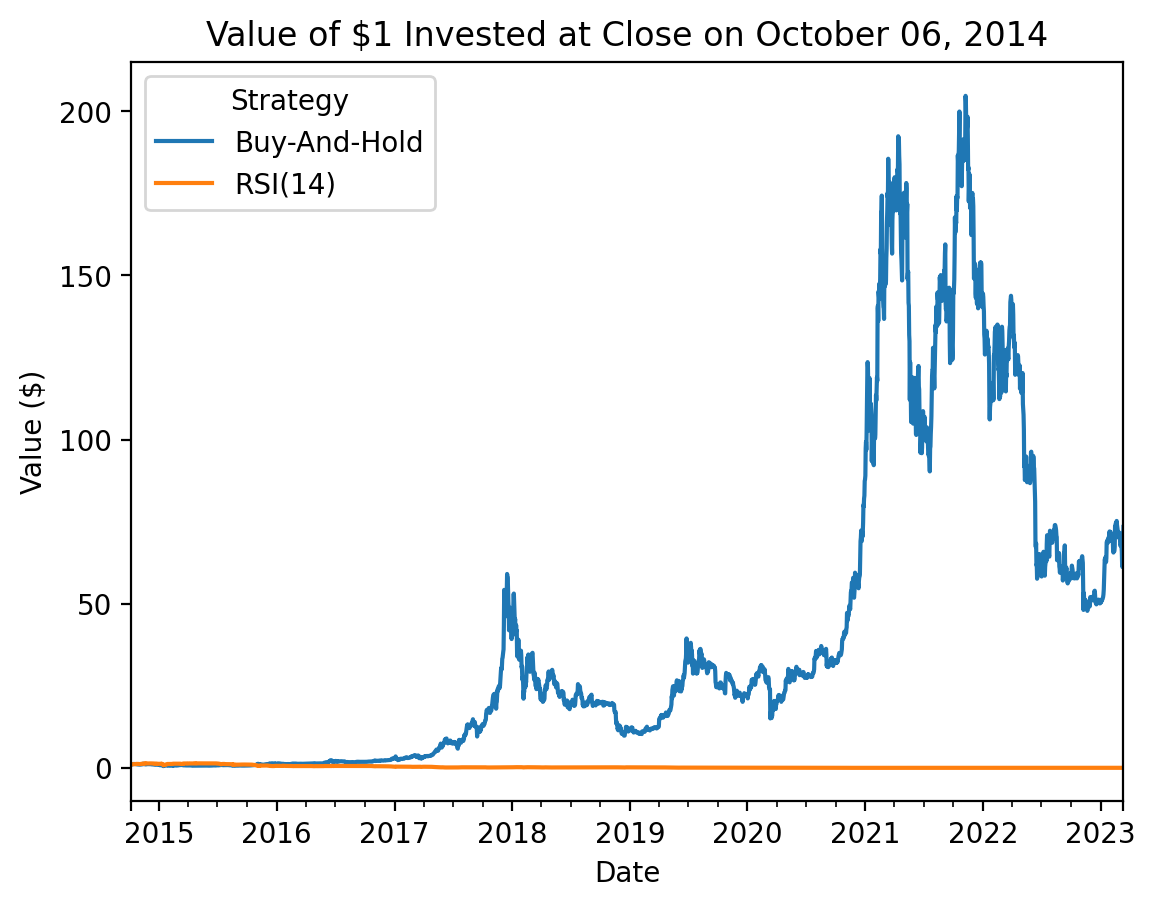 Value of $1 Invested at Close on October 06, 2014
Strategy
Buy-And-Hold
RSI(14)
200
150
100
50
0
Value ($)
2015 2016 2017 2018 2019 2020 2021 2022 2023
Date